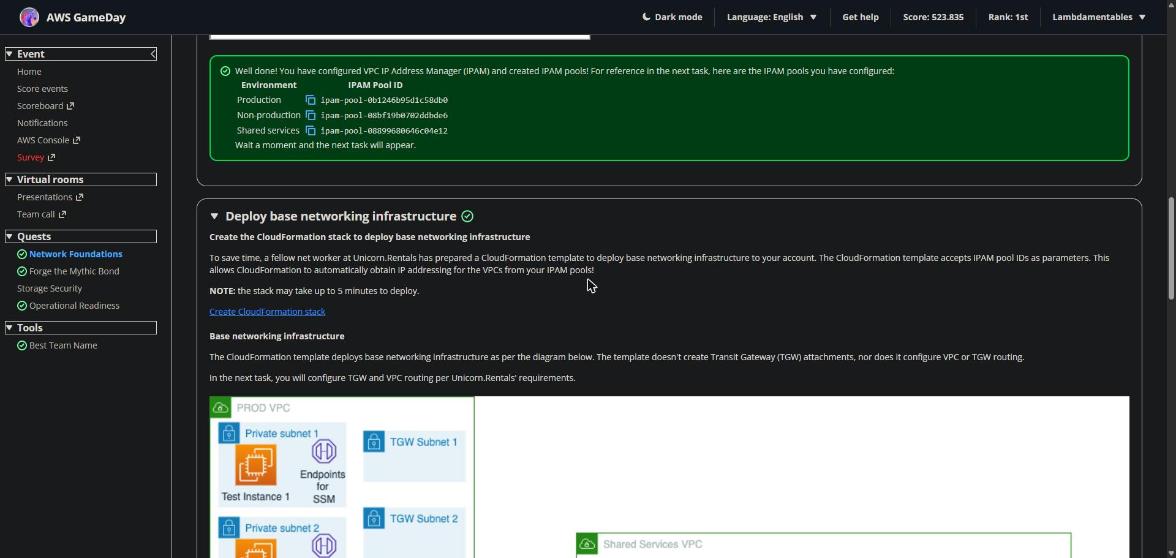 AWS GameDay
Dark mode
Language: English
Get help
Score: 523.835
Rank: 1st
Lambdamentables
Event
Home
Score events
Scoreboard
Notifications
AWS Console
Survey
Virtual rooms
Presentations
Team call
Quests
Network Foundations
Forge the Mythic Bond
Storage Security
Operational Readiness
Tools
Best Team Name
Well done! You have configured VPC IP Address Manager (IPAM) and created IPAM pools! For reference in the next task, here are the IPAM pools you have configured:
Environment IPAM Pool ID
Production ipam-pool-0b1246b95d1c58db0
Non-production ipam-pool-08bf19b0702ddbde6
Shared services ipam-pool-08899680646c04e12
Wait a moment and the next task will appear.
Deploy base networking infrastructure
Create the CloudFormation stack to deploy base networking infrastructure
To save time, a fellow net worker at Unicorn.Rentals has prepared a CloudFormation template to deploy base networking infrastructure to your account. The CloudFormation template accepts IPAM pool IDs as parameters. This
allows CloudFormation to automatically obtain IP addressing for the VPCs from your IPAM pools!
NOTE: the stack may take up to 5 minutes to deploy.
Create CloudFormation stack
Base networking infrastructure
The CloudFormation template deploys base networking infrastructure as per the diagram below. The template doesn't create Transit Gateway (TGW) attachments, nor does it configure VPC or TGW routing.
In the next task, you will configure TGW and VPC routing per Unicorn.Rentals' requirements.
PROD VPC
Private subnet 1
TGW Subnet 1
Endpoints
for
SSM
Test Instance 1
Private subnet 2
TGW Subnet 2
Shared Services VPC